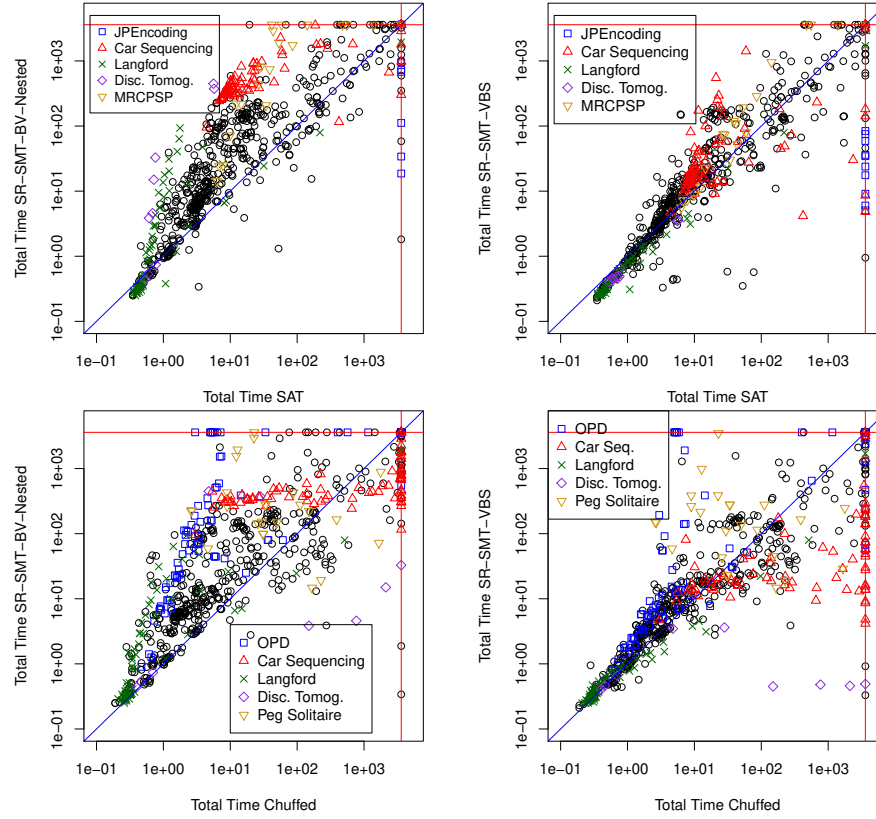 Total Time SR−SMT−BV−Nested
1e−01 1e+00 1e+01 1e+02 1e+03
JPEncoding
Car Sequencing
Langford
Disc. Tomog.
MRCPSP
1e−01 1e+00 1e+01 1e+02 1e+03
Total Time SAT
Total Time SR−SMT−VBS
1e−01 1e+00 1e+01 1e+02 1e+03
JPEncoding
Car Sequencing
Langford
Disc. Tomog.
MRCPSP
1e−01 1e+00 1e+01 1e+02 1e+03
Total Time SAT
Total Time SR−SMT−BV−Nested
1e−01 1e+00 1e+01 1e+02 1e+03
OPD
Car Sequencing
Langford
Disc. Tomog.
Peg Solitaire
1e−01 1e+00 1e+01 1e+02 1e+03
Total Time Chuffed
Total Time SR−SMT−VBS
1e−01 1e+00 1e+01 1e+02 1e+03
OPD
Car Seq.
Langford
Disc. Tomog.
Peg Solitaire
1e−01 1e+00 1e+01 1e+02 1e+03
Total Time Chuffed